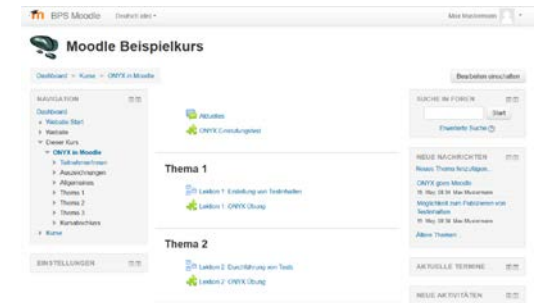 BPS Moodle Deutsch (de) Max Mustermann
Moodle Beispielkurs
Dashboard Kurse ONYX in Moodle Bearbeiten einschalten
NAVIGATION
Dashboard
Website Start
Website
Dieser Kurs
ONYX in Moodle
Teilnehmer/innen
Auszeichnungen
Allgemeines
Thema 1
Thema 2
Thema 3
Kurse
EINSTELLUNGEN
Aktuelles
ONYX Einstufungstest
Thema 1
Lektion 1: Erstellung von Testinhalten
Lektion 1: ONYX Übung
Thema 2
Lektion 2: Durchführung von Tests
Lektion 2: ONYX Übung
SUCHE IN FOREN
Start
Erweiterte Suche
NEUE NACHRICHTEN
Neues Thema hinzufügen...
ONYX goes Moodle
Max Mustermann
Möglichkeit zum Fixieren von
Testinhalten
Max Mustermann
Ältere Themen
AKTUELLE TERMINE
NEUE AKTIVITÄTEN